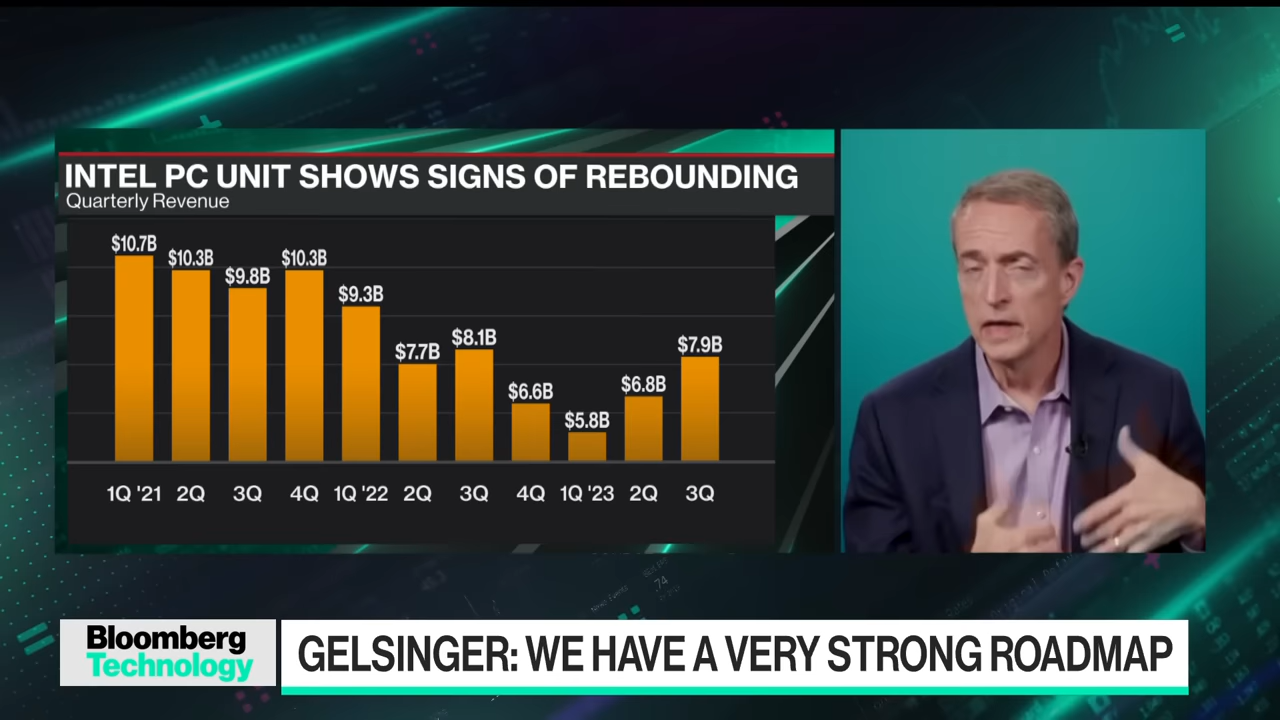 INTEL PC UNIT SHOWS SIGNS OF REBOUNDING
Quarterly Revenue
$10.7B
$10.3B
$9.8B
$10.3B
$9.3B
$7.7B
$8.1B
$6.6B
$5.8B
$6.8B
$7.9B
1Q '21 2Q 3Q 4Q 1Q '22 2Q 3Q 4Q 1Q '23 2Q 3Q
Bloomberg
Technology
GELSINGER: WE HAVE A VERY STRONG ROADMAP